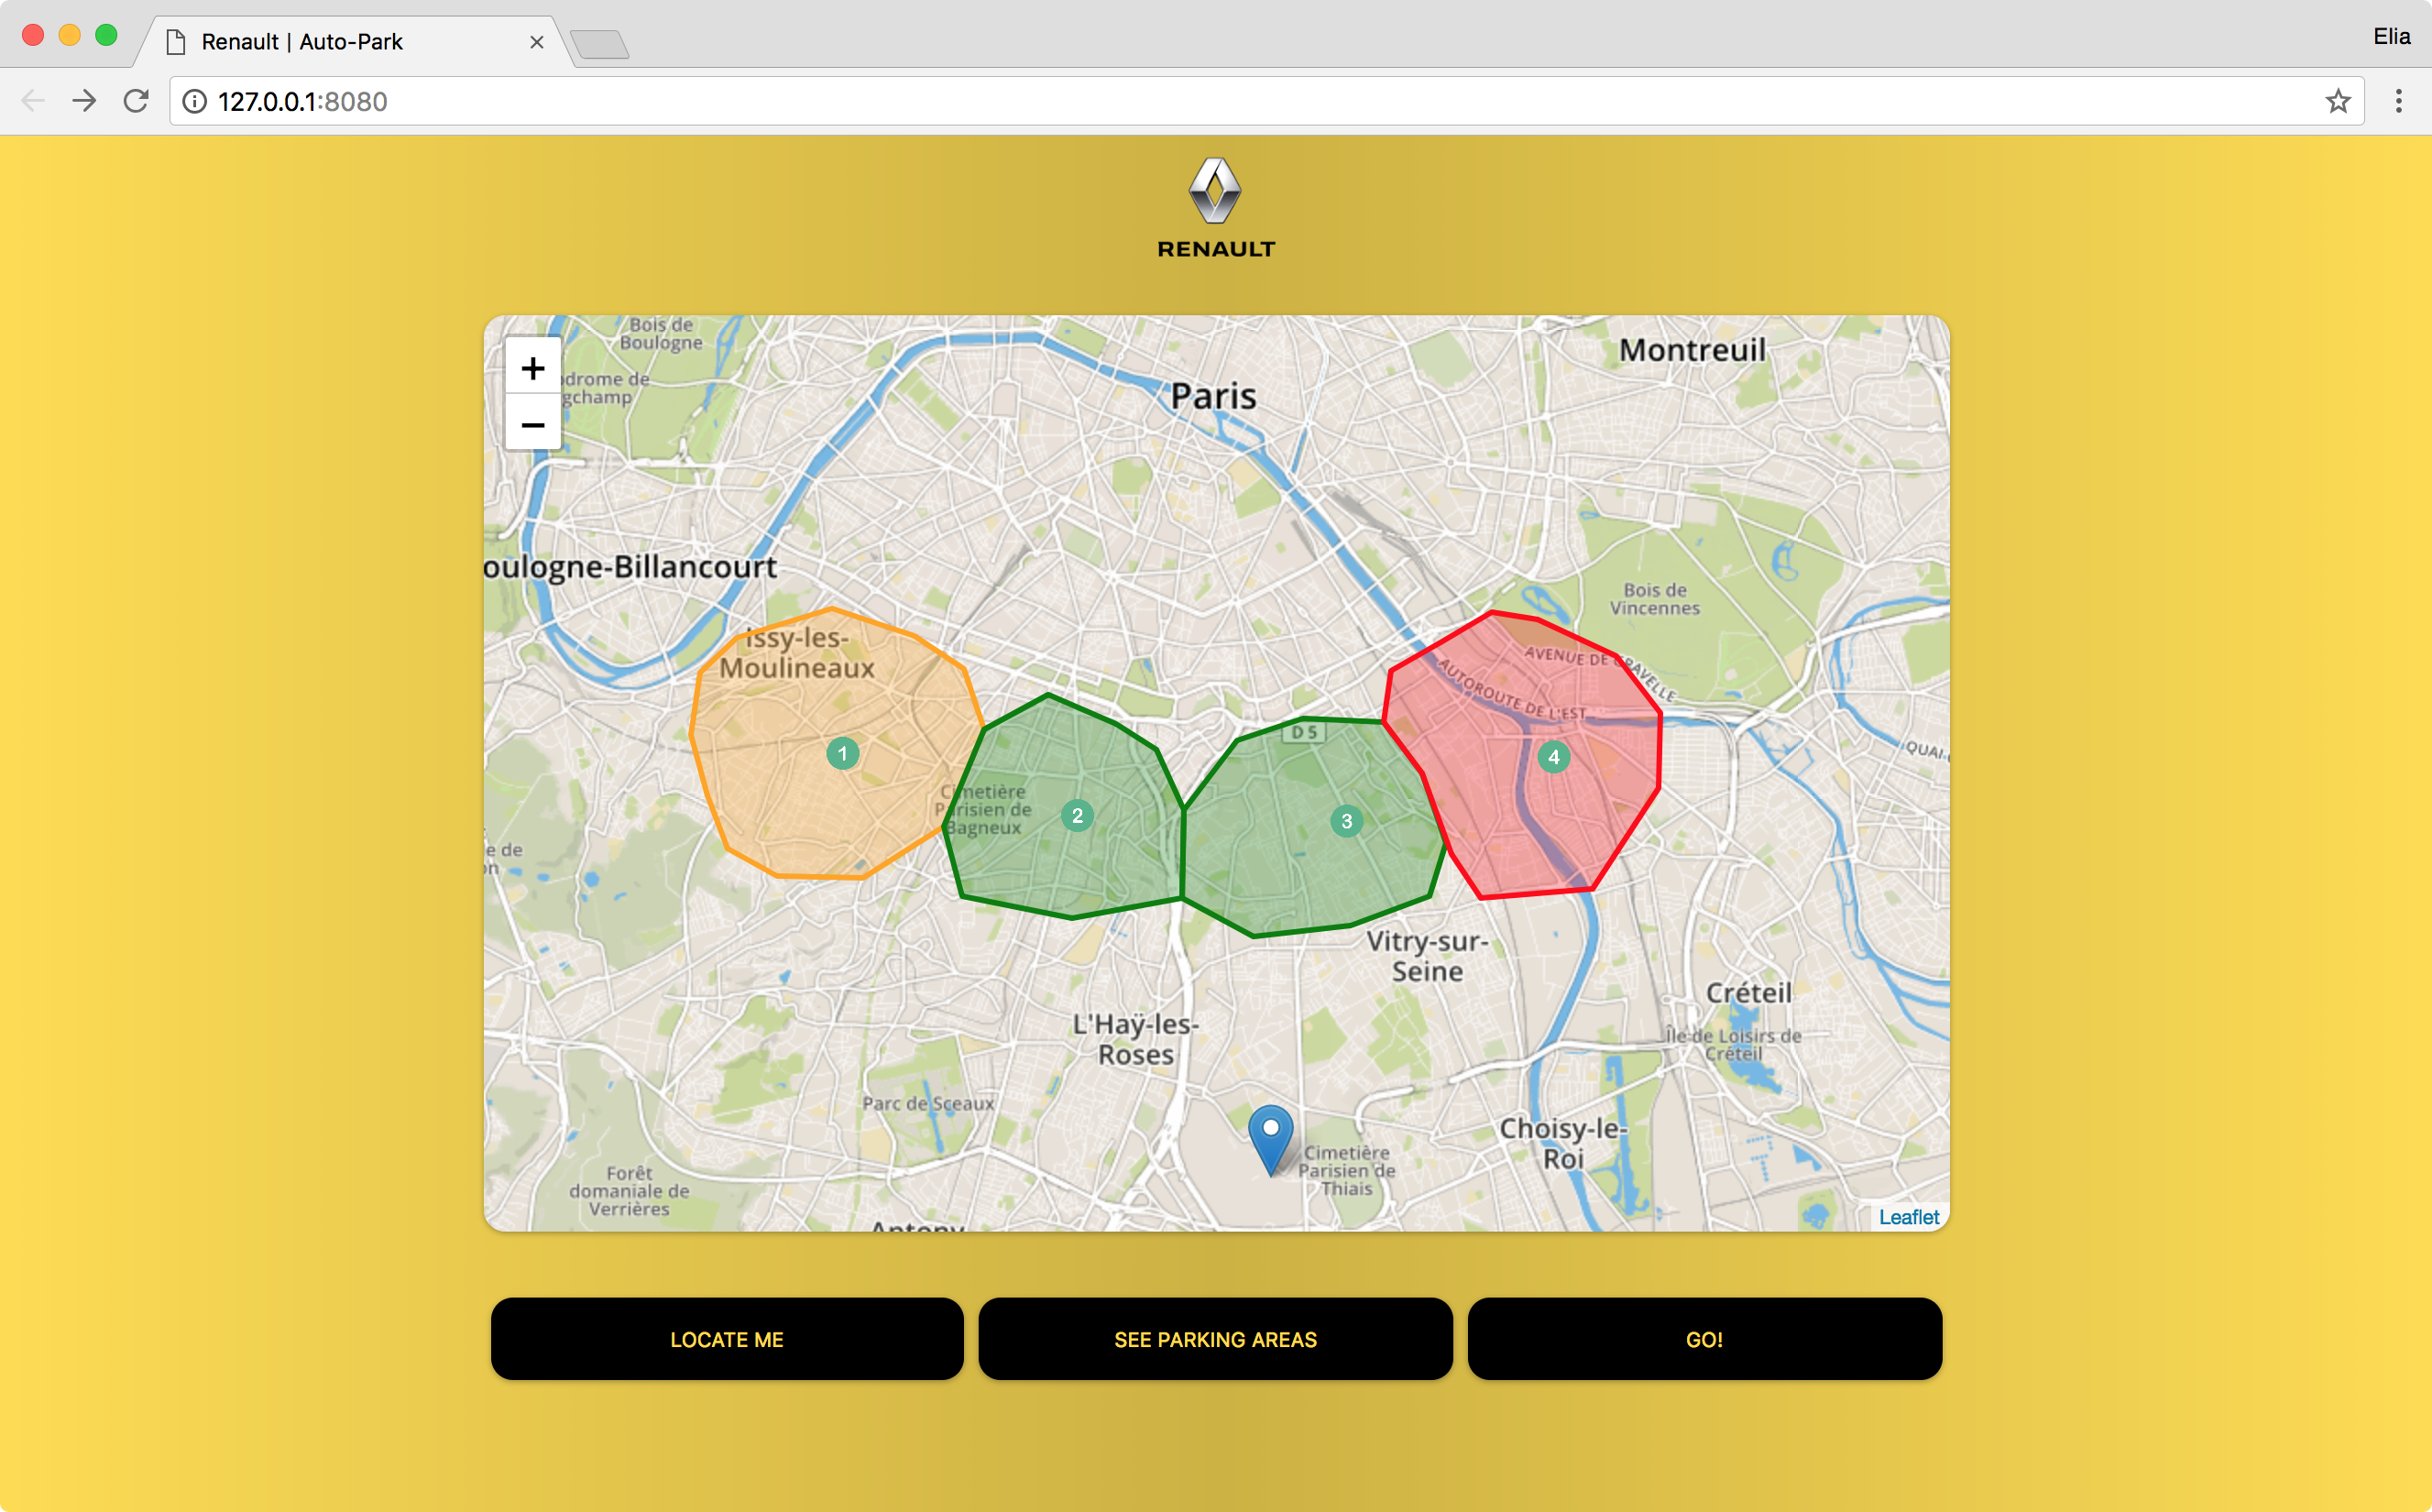 Renault | Auto-Park
Elia
127.0.0.1:8080
RENAULT
Bois de
Boulogne
Montreuil
+
odrome de
gchamp
Paris
−
oulogne-Billancourt
Bois de
Vincennes
Issy-les-
Moulineaux
AVENUE DE GRAVELLE
AUTOROUTE DE L'EST
D 5
QUAI
1
4
Cimetière
Parisien de
Bagneux
2
3
e de
on
Vitry-sur-
Seine
Créteil
L'Haÿ-les-
Roses
Île de Loisirs de
Créteil
Parc de Sceaux
Choisy-le-
Roi
Cimetière
Parisien de
Thiais
Forêt
domaniale de
Verrières
Antony
Leaflet
LOCATE ME
SEE PARKING AREAS
GO!